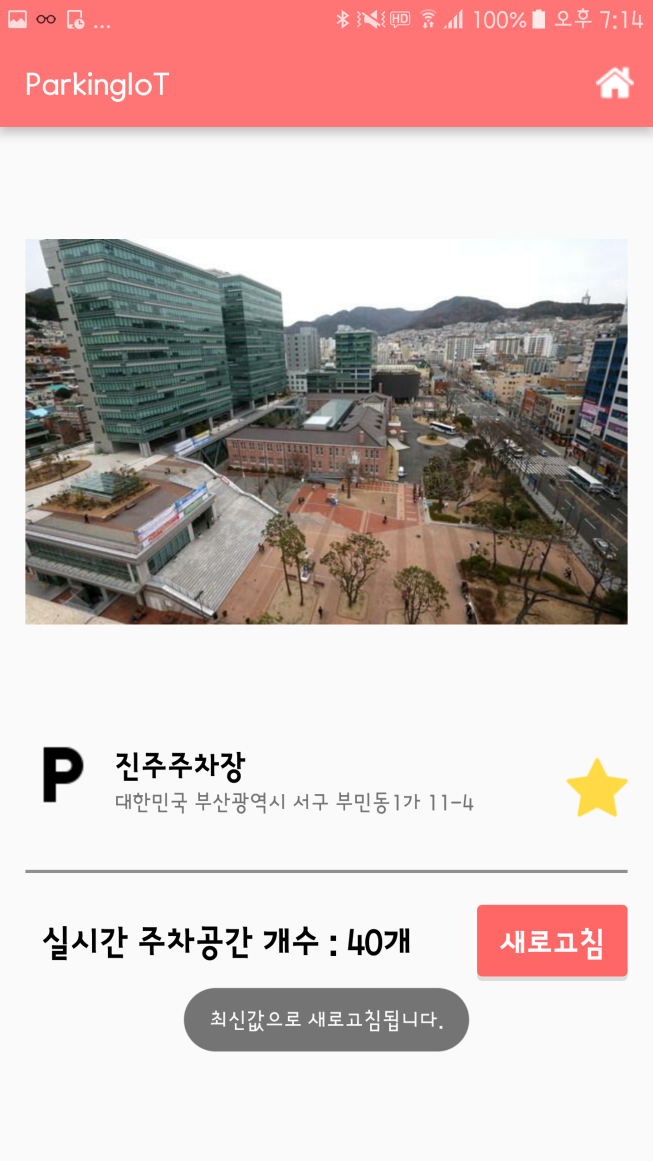 ... HD 100% 오후 7:14
ParkingIoT
P
진주주차장
대한민국 부산광역시 서구 부민동1가 11-4
실시간 주차공간 개수 : 40개
새로고침
최신값으로 새로고침됩니다.